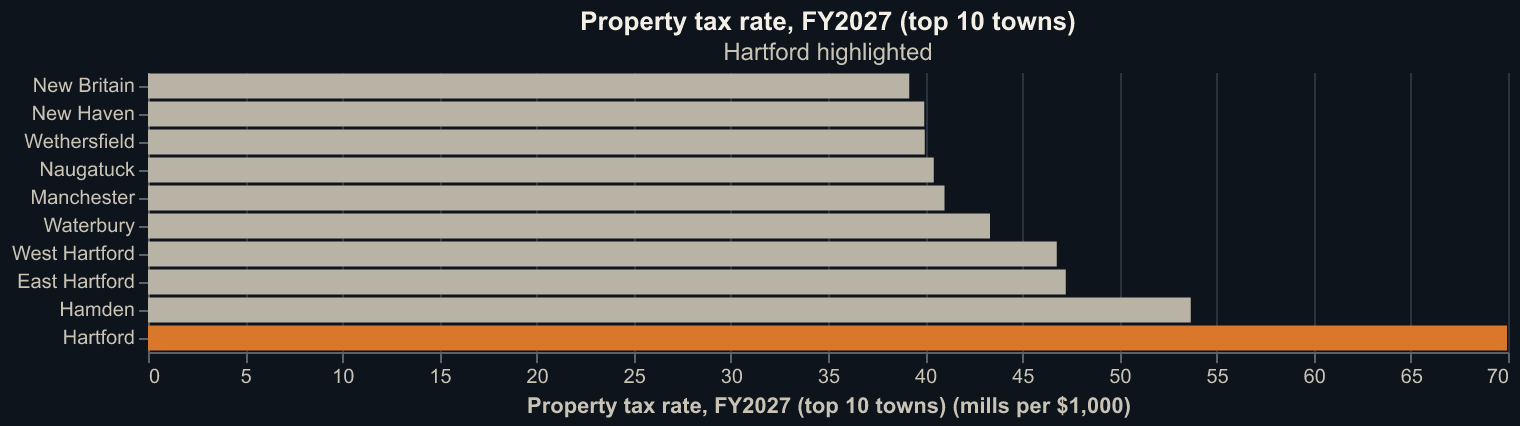 Property tax rate, FY2027 (top 10 towns)
Hartford highlighted
New Britain
New Haven
Wethersfield
Naugatuck
Manchester
Waterbury
West Hartford
East Hartford
Hamden
Hartford
0 5 10 15 20 25 30 35 40 45 50 55 60 65 70
Property tax rate, FY2027 (top 10 towns) (mills per $1,000)